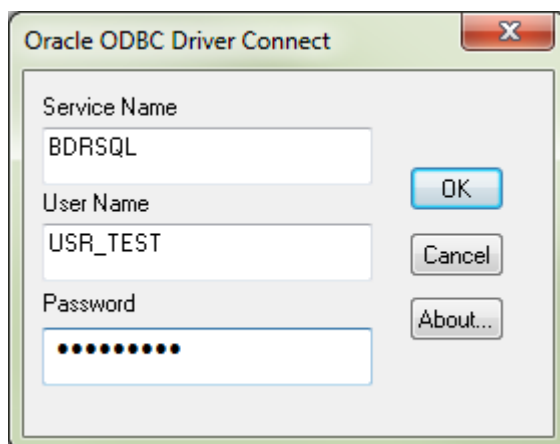 Oracle ODBC Driver Connect
Service Name
BDRSQL
OK
User Name
USR_TEST
Cancel
Password
•••••••••
About...